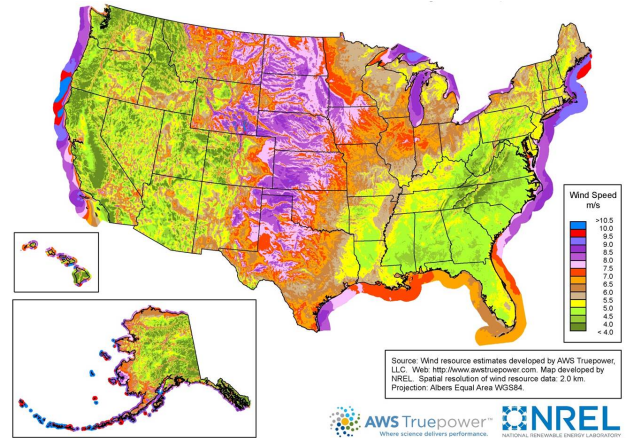 Wind Speed
m/s
>10.5
10.0
9.5
9.0
8.5
8.0
7.5
7.0
6.5
6.0
5.5
5.0
4.5
4.0
< 4.0
Source: Wind resource estimates developed by AWS Truepower,
LLC. Web: http://www.awstruepower.com. Map developed by
NREL. Spatial resolution of wind resource data: 2.0 km.
Projection: Albers Equal Area WGS84.
AWS Truepower™
Where science delivers performance.
NREL
NATIONAL RENEWABLE ENERGY LABORATORY